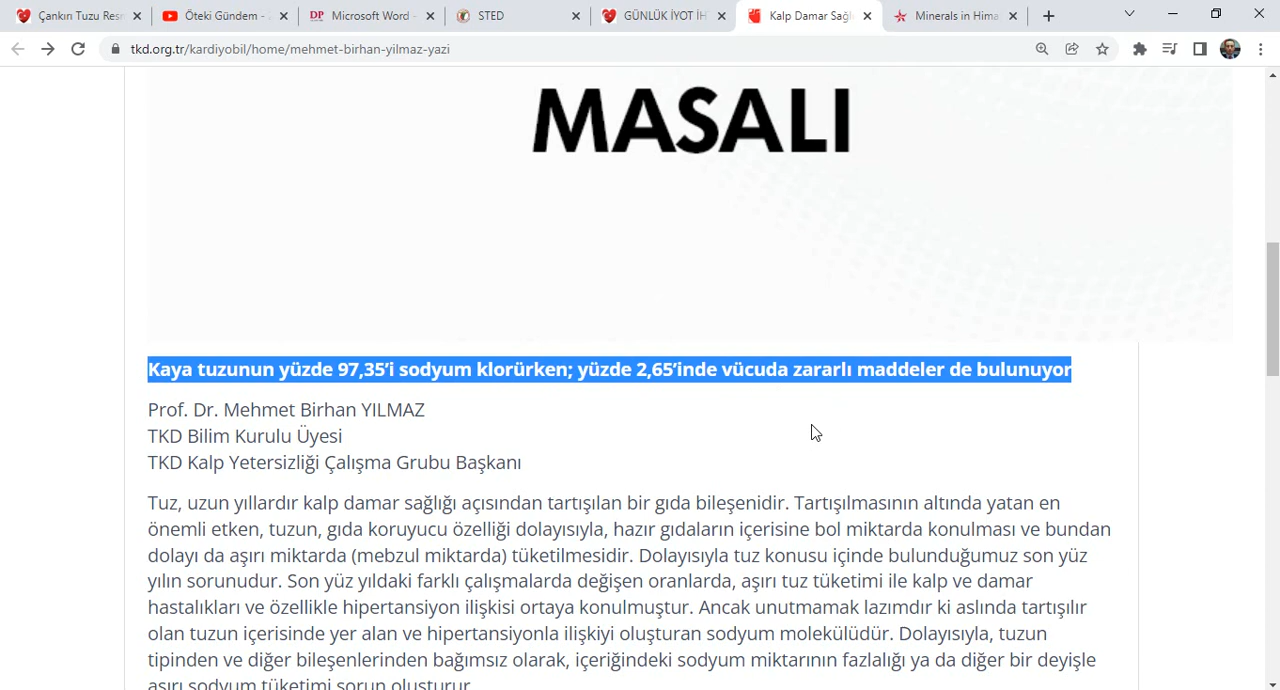 Çankırı Tuzu Res
Öteki Gündem -
DP Microsoft Word -
STED
GÜNLÜK İYOT İH
Kalp Damar Sağl
Minerals in Hima
tkd.org.tr/kardiyobil/home/mehmet-birhan-yilmaz-yazi
MASALI
Kaya tuzunun yüzde 97,35’i sodyum klorürken; yüzde 2,65’inde vücuda zararlı maddeler de bulunuyor
Prof. Dr. Mehmet Birhan YILMAZ
TKD Bilim Kurulu Üyesi
TKD Kalp Yetersizliği Çalışma Grubu Başkanı
Tuz, uzun yıllardır kalp damar sağlığı açısından tartışılan bir gıda bileşenidir. Tartışılmasının altında yatan en
önemli etken, tuzun, gıda koruyucu özelliği dolayısıyla, hazır gıdaların içerisine bol miktarda konulması ve bundan
dolayı da aşırı miktarda (mebzul miktarda) tüketilmesidir. Dolayısıyla tuz konusu içinde bulunduğumuz son yüz
yılın sorunudur. Son yüz yıldaki farklı çalışmalarda değişen oranlarda, aşırı tuz tüketimi ile kalp ve damar
hastalıkları ve özellikle hipertansiyon ilişkisi ortaya konulmuştur. Ancak unutmamak lazımdır ki aslında tartışılır
olan tuzun içerisinde yer alan ve hipertansiyonla ilişkiyi oluşturan sodyum molekülüdür. Dolayısıyla, tuzun
tipinden ve diğer bileşenlerinden bağımsız olarak, içeriğindeki sodyum miktarının fazlalığı ya da diğer bir deyişle
aşırı sodyum tüketimi sorun oluşturur.